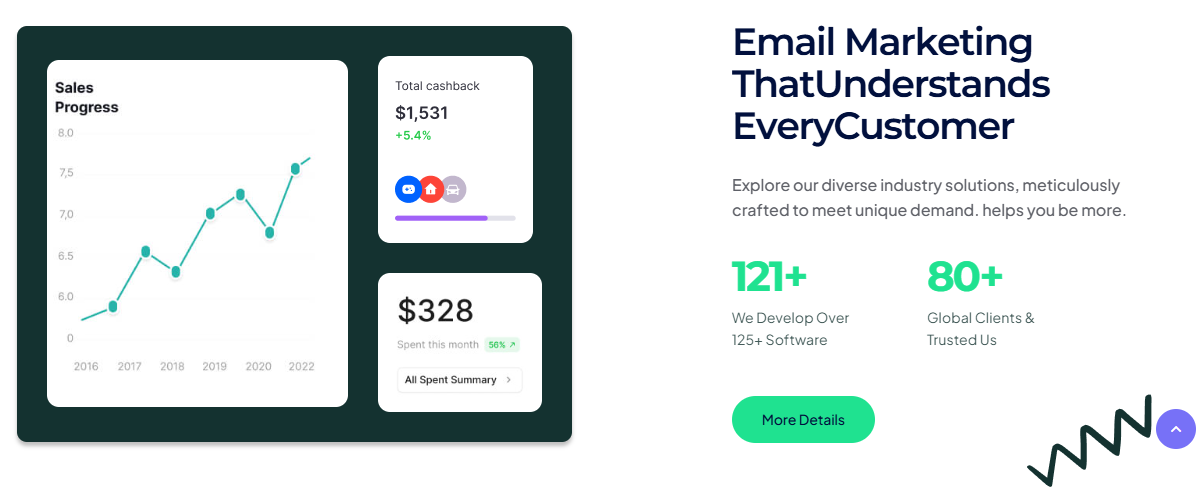 Sales
Progress
8.0
7,5
7,0
6.5
6.0
0
2016 2017 2018 2019 2020 2022
Total cashback
$1,531
+5.4%
$328
Spent this month 56% ↗
All Spent Summary >
Email Marketing
ThatUnderstands
EveryCustomer
Explore our diverse industry solutions, meticulously
crafted to meet unique demand. helps you be more.
121+
We Develop Over
125+ Software
80+
Global Clients &
Trusted Us
More Details